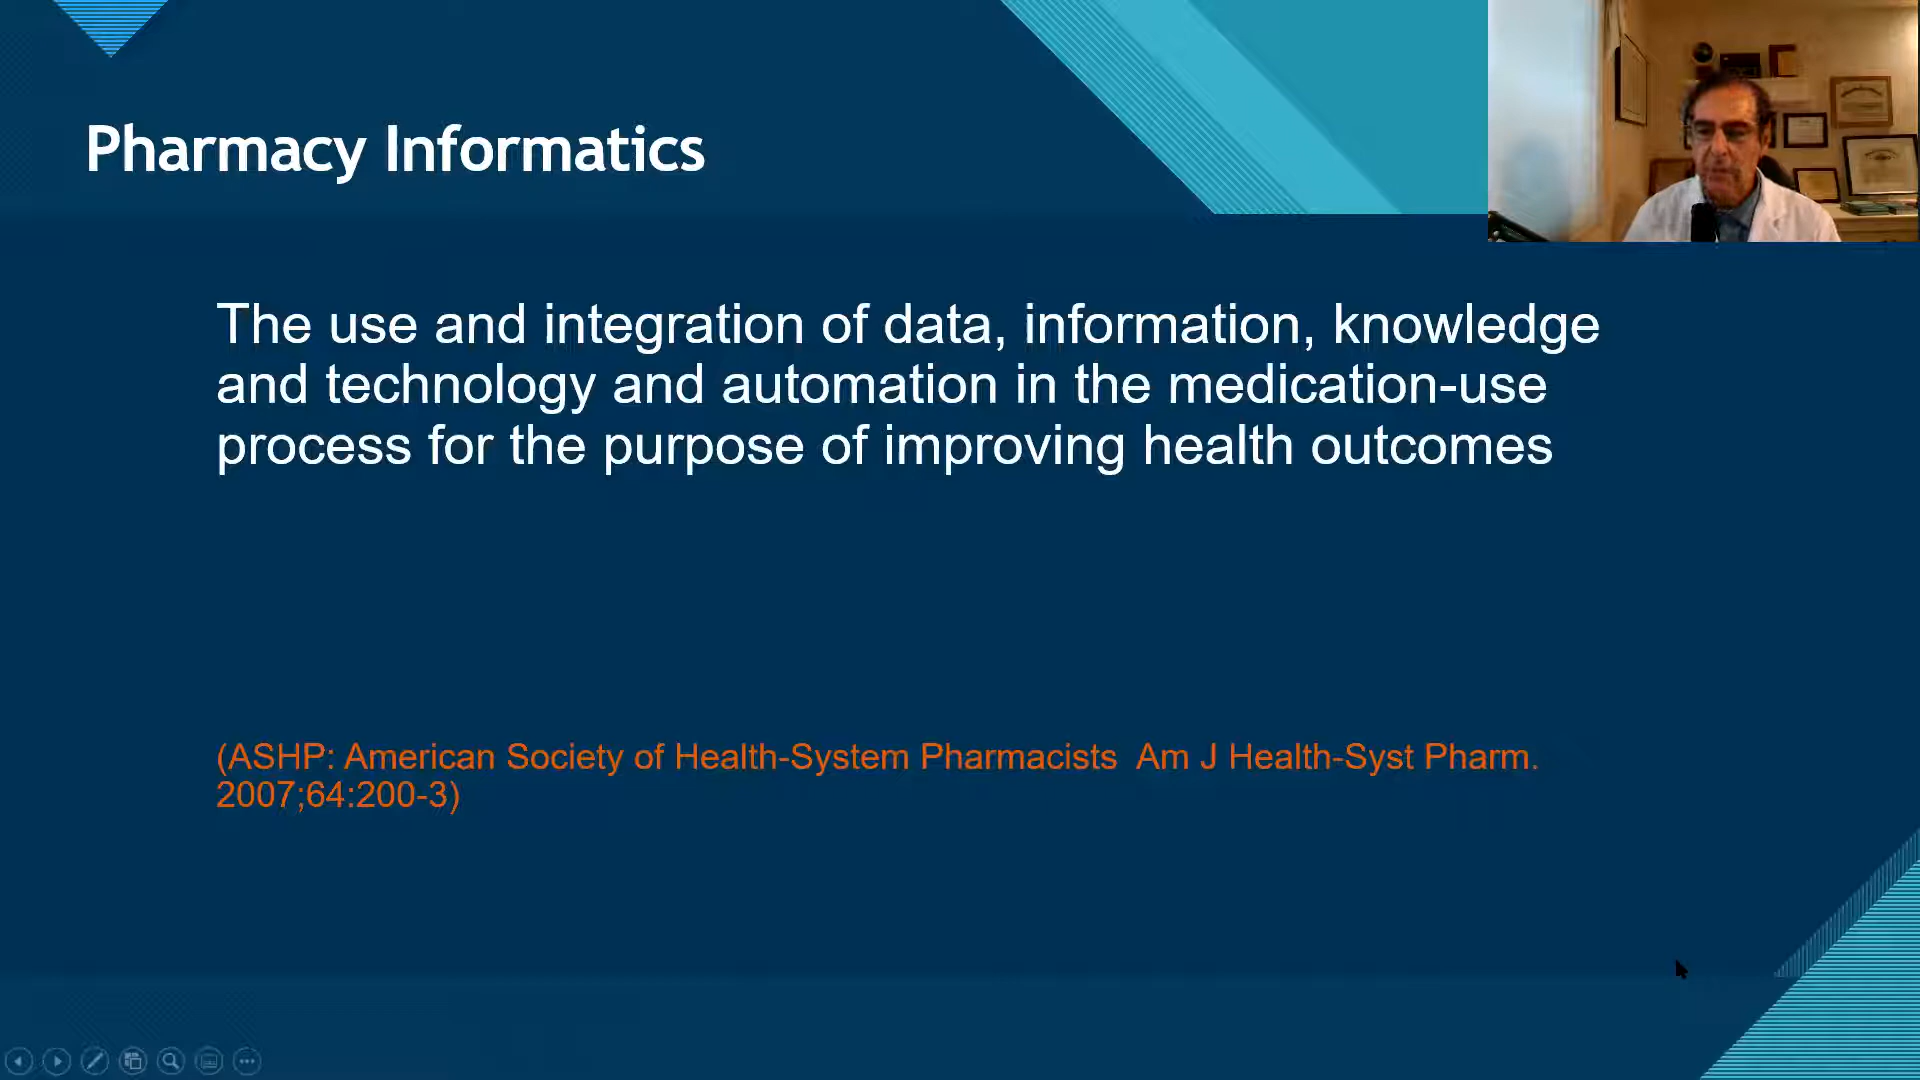 Pharmacy Informatics
The use and integration of data, information, knowledge
and technology and automation in the medication-use
process for the purpose of improving health outcomes
(ASHP: American Society of Health-System Pharmacists  Am J Health-Syst Pharm.
2007;64:200-3)